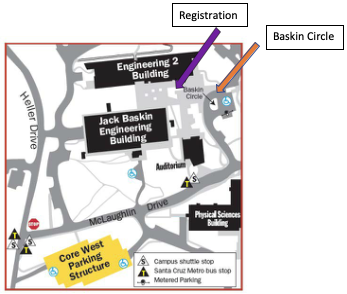 Registration
Baskin Circle
Engineering 2
Building
Baskin
Circle
Heller Drive
Jack Baskin
Engineering
Building
Auditorium
STOP
McLaughlin Drive
Physical Sciences
Building
Core West
Parking
Structure
S Campus shuttle stop
Santa Cruz Metro bus stop
Metered Parking